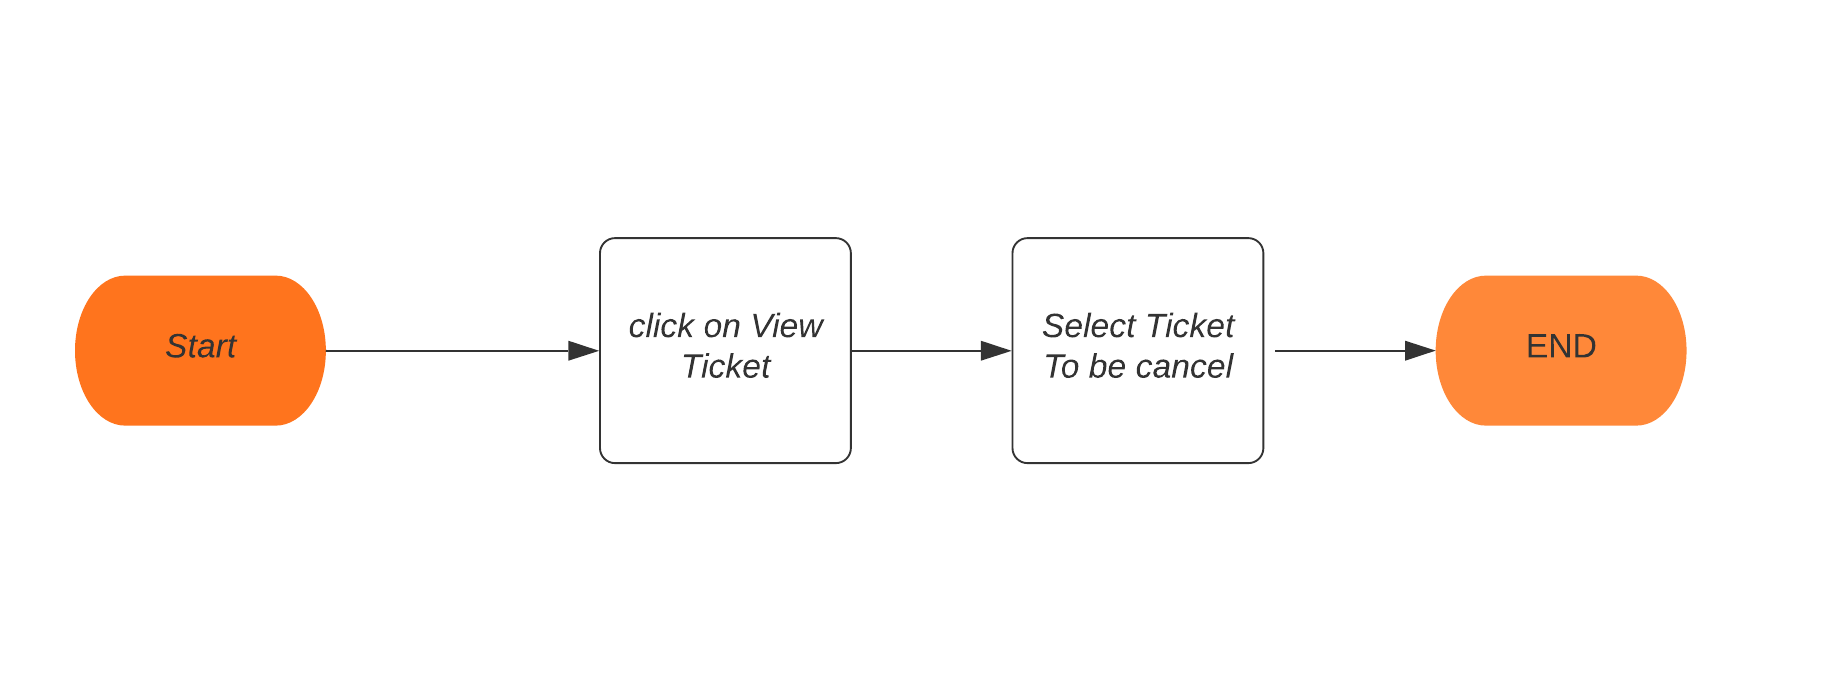 Start
click on View
Ticket
Select Ticket
To be cancel
END